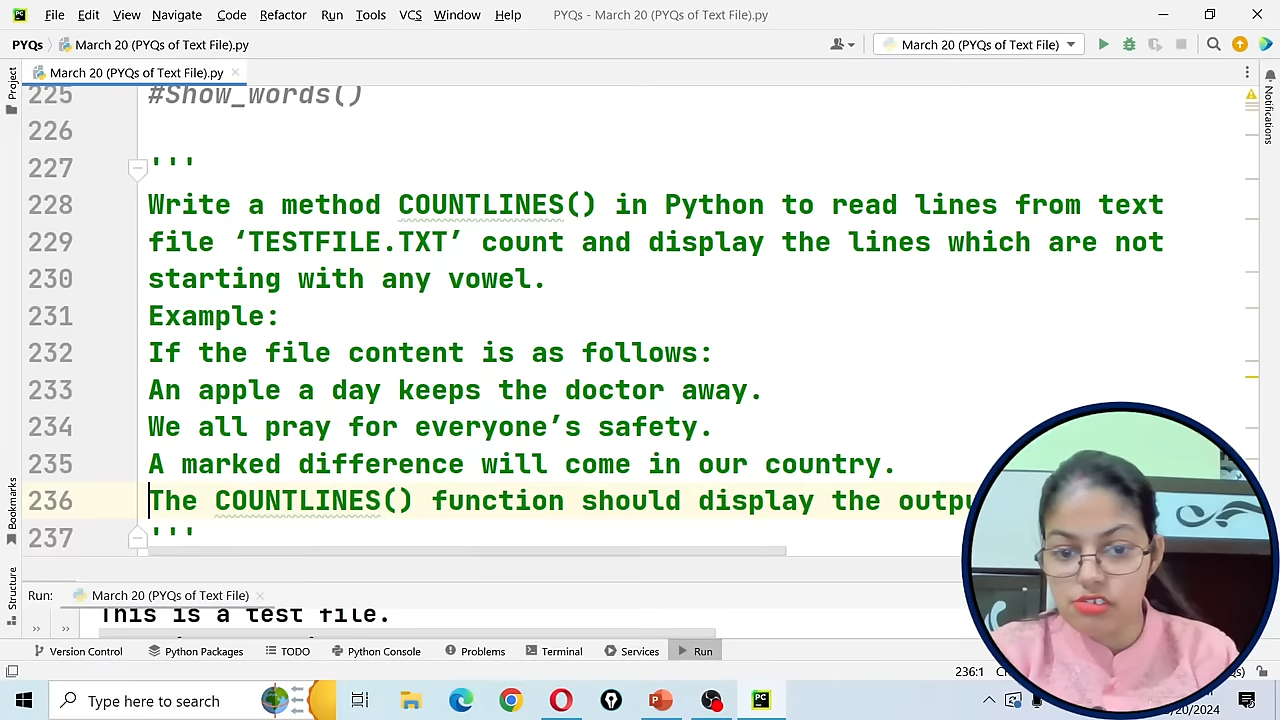 File Edit View Navigate Code Refactor Run Tools VCS Window Help PYQs - March 20 (PYQs of Text File).py
PYQs March 20 (PYQs of Text File).py March 20 (PYQs of Text File)
March 20 (PYQs of Text File).py
Project
Notifications
225 #Show_words()
226
227 '''
228 Write a method COUNTLINES() in Python to read lines from text
229 file ‘TESTFILE.TXT’ count and display the lines which are not
230 starting with any vowel.
231 Example:
232 If the file content is as follows:
233 An apple a day keeps the doctor away.
234 We all pray for everyone’s safety.
235 A marked difference will come in our country.
236 The COUNTLINES() function should display the outpu
237 '''
Bookmarks
Structure
Run: March 20 (PYQs of Text File)
This is a test file.
Version Control Python Packages TODO Python Console Problems Terminal Services Run
236:1
Type here to search
/20/2024